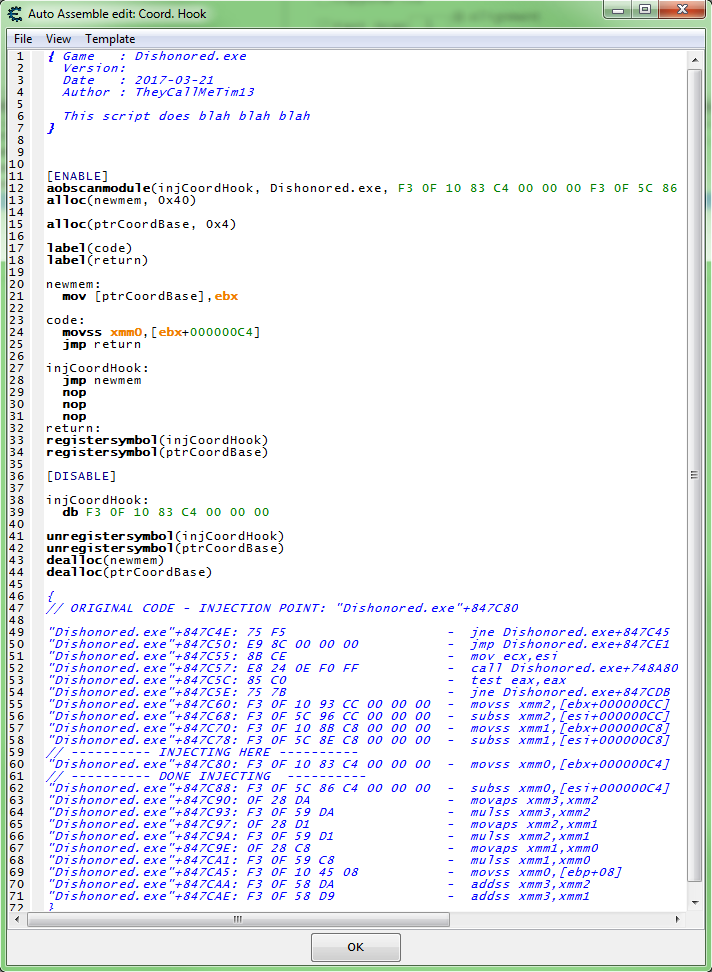 Auto Assemble edit: Coord. Hook
File View Template
1 { Game   : Dishonored.exe
2   Version:
3   Date   : 2017-03-21
4   Author : TheyCallMeTim13
5
6   This script does blah blah blah
7 }
8
9
10
11 [ENABLE]
12 aobscanmodule(injCoordHook, Dishonored.exe, F3 0F 10 83 C4 00 00 00 F3 0F 5C 86
13 alloc(newmem, 0x40)
14
15 alloc(ptrCoordBase, 0x4)
16
17 label(code)
18 label(return)
19
20 newmem:
21   mov [ptrCoordBase],ebx
22
23 code:
24   movss xmm0,[ebx+000000C4]
25   jmp return
26
27 injCoordHook:
28   jmp newmem
29   nop
30   nop
31   nop
32 return:
33 registersymbol(injCoordHook)
34 registersymbol(ptrCoordBase)
35
36 [DISABLE]
37
38 injCoordHook:
39   db F3 0F 10 83 C4 00 00 00
40
41 unregistersymbol(injCoordHook)
42 unregistersymbol(ptrCoordBase)
43 dealloc(newmem)
44 dealloc(ptrCoordBase)
45
46 {
47 // ORIGINAL CODE - INJECTION POINT: "Dishonored.exe"+847C80
48
49 "Dishonored.exe"+847C4E: 75 F5                    -  jne Dishonored.exe+847C45
50 "Dishonored.exe"+847C50: E9 8C 00 00 00           -  jmp Dishonored.exe+847CE1
51 "Dishonored.exe"+847C55: 8B CE                    -  mov ecx,esi
52 "Dishonored.exe"+847C57: E8 24 0E F0 FF           -  call Dishonored.exe+748A80
53 "Dishonored.exe"+847C5C: 85 C0                    -  test eax,eax
54 "Dishonored.exe"+847C5E: 75 7B                    -  jne Dishonored.exe+847CDB
55 "Dishonored.exe"+847C60: F3 0F 10 93 CC 00 00 00  -  movss xmm2,[ebx+000000CC]
56 "Dishonored.exe"+847C68: F3 0F 5C 96 CC 00 00 00  -  subss xmm2,[esi+000000CC]
57 "Dishonored.exe"+847C70: F3 0F 10 8B C8 00 00 00  -  movss xmm1,[ebx+000000C8]
58 "Dishonored.exe"+847C78: F3 0F 5C 8E C8 00 00 00  -  subss xmm1,[esi+000000C8]
59 // ---------- INJECTING HERE ----------
60 "Dishonored.exe"+847C80: F3 0F 10 83 C4 00 00 00  -  movss xmm0,[ebx+000000C4]
61 // ---------- DONE INJECTING  ----------
62 "Dishonored.exe"+847C88: F3 0F 5C 86 C4 00 00 00  -  subss xmm0,[esi+000000C4]
63 "Dishonored.exe"+847C90: 0F 28 DA                 -  movaps xmm3,xmm2
64 "Dishonored.exe"+847C93: F3 0F 59 DA              -  mulss xmm3,xmm2
65 "Dishonored.exe"+847C97: 0F 28 D1                 -  movaps xmm2,xmm1
66 "Dishonored.exe"+847C9A: F3 0F 59 D1              -  mulss xmm2,xmm1
67 "Dishonored.exe"+847C9E: 0F 28 C8                 -  movaps xmm1,xmm0
68 "Dishonored.exe"+847CA1: F3 0F 59 C8              -  mulss xmm1,xmm0
69 "Dishonored.exe"+847CA5: F3 0F 10 45 08           -  movss xmm0,[ebp+08]
70 "Dishonored.exe"+847CAA: F3 0F 58 DA              -  addss xmm3,xmm2
71 "Dishonored.exe"+847CAE: F3 0F 58 D9              -  addss xmm3,xmm1
72 }
OK